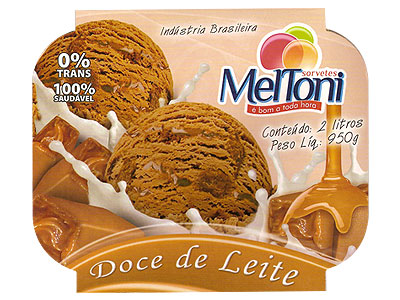 Indústria Brasileira
0%
TRANS
100%
SAUDÁVEL
sorvetes
MelToni
é bom a toda hora
Conteúdo: 2 litros
Peso Líq.: 950g
Doce de Leite